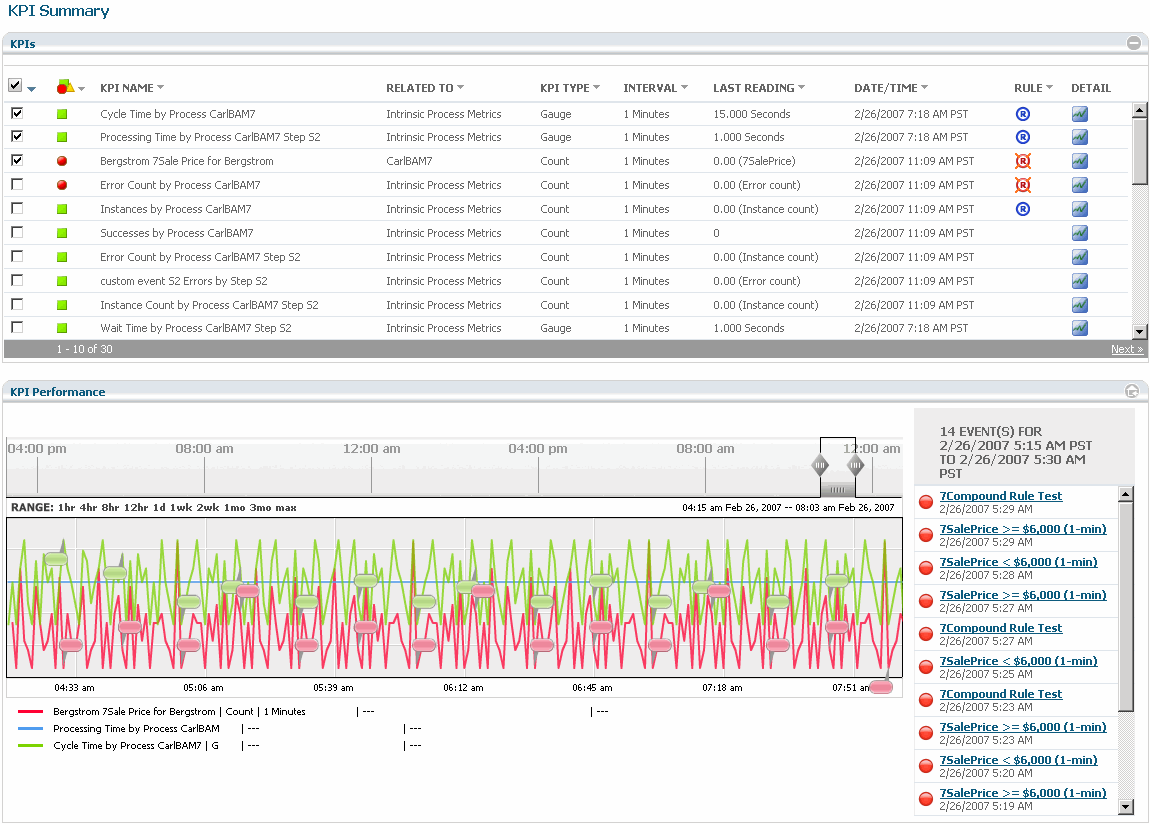 KPI Summary
KPIs
KPI NAME RELATED TO KPI TYPE INTERVAL LAST READING DATE/TIME RULE DETAIL
Cycle Time by Process CarlBAM7 Intrinsic Process Metrics Gauge 1 Minutes 15.000 Seconds 2/26/2007 7:18 AM PST R
Processing Time by Process CarlBAM7 Step S2 Intrinsic Process Metrics Gauge 1 Minutes 1.000 Seconds 2/26/2007 7:18 AM PST R
Bergstrom 7Sale Price for Bergstrom CarlBAM7 Count 1 Minutes 0.00 (7SalePrice) 2/26/2007 11:09 AM PST R
Error Count by Process CarlBAM7 Intrinsic Process Metrics Count 1 Minutes 0.00 (Error count) 2/26/2007 11:09 AM PST R
Instances by Process CarlBAM7 Intrinsic Process Metrics Count 1 Minutes 0.00 (Instance count) 2/26/2007 11:09 AM PST R
Successes by Process CarlBAM7 Intrinsic Process Metrics Count 1 Minutes 0 2/26/2007 11:09 AM PST
Error Count by Process CarlBAM7 Step S2 Intrinsic Process Metrics Count 1 Minutes 0.00 (Error count) 2/26/2007 11:09 AM PST
custom event S2 Errors by Step S2 Intrinsic Process Metrics Count 1 Minutes 0.00 (Error count) 2/26/2007 11:09 AM PST
Instance Count by Process CarlBAM7 Step S2 Intrinsic Process Metrics Count 1 Minutes 0.00 (Instance count) 2/26/2007 11:09 AM PST
Wait Time by Process CarlBAM7 Step S2 Intrinsic Process Metrics Gauge 1 Minutes 1.000 Seconds 2/26/2007 7:18 AM PST
1 - 10 of 30 Next »
KPI Performance
04:00 pm 08:00 am 12:00 am 04:00 pm 08:00 am 12:00 am
RANGE: 1hr 4hr 8hr 12hr 1d 1wk 2wk 1mo 3mo max 04:15 am Feb 26, 2007 -- 08:03 am Feb 26, 2007
04:33 am 05:06 am 05:39 am 06:12 am 06:45 am 07:18 am 07:51 am
Bergstrom 7Sale Price for Bergstrom | Count | 1 Minutes | --- | ---
Processing Time by Process CarlBAM | --- | ---
Cycle Time by Process CarlBAM7 | G | --- | ---
14 EVENT(S) FOR
2/26/2007 5:15 AM PST
TO 2/26/2007 5:30 AM
PST
7Compound Rule Test
2/26/2007 5:29 AM
7SalePrice >= $6,000 (1-min)
2/26/2007 5:29 AM
7SalePrice < $6,000 (1-min)
2/26/2007 5:28 AM
7SalePrice >= $6,000 (1-min)
2/26/2007 5:27 AM
7Compound Rule Test
2/26/2007 5:27 AM
7SalePrice < $6,000 (1-min)
2/26/2007 5:25 AM
7Compound Rule Test
2/26/2007 5:23 AM
7SalePrice >= $6,000 (1-min)
2/26/2007 5:23 AM
7SalePrice < $6,000 (1-min)
2/26/2007 5:20 AM
7SalePrice >= $6,000 (1-min)
2/26/2007 5:19 AM